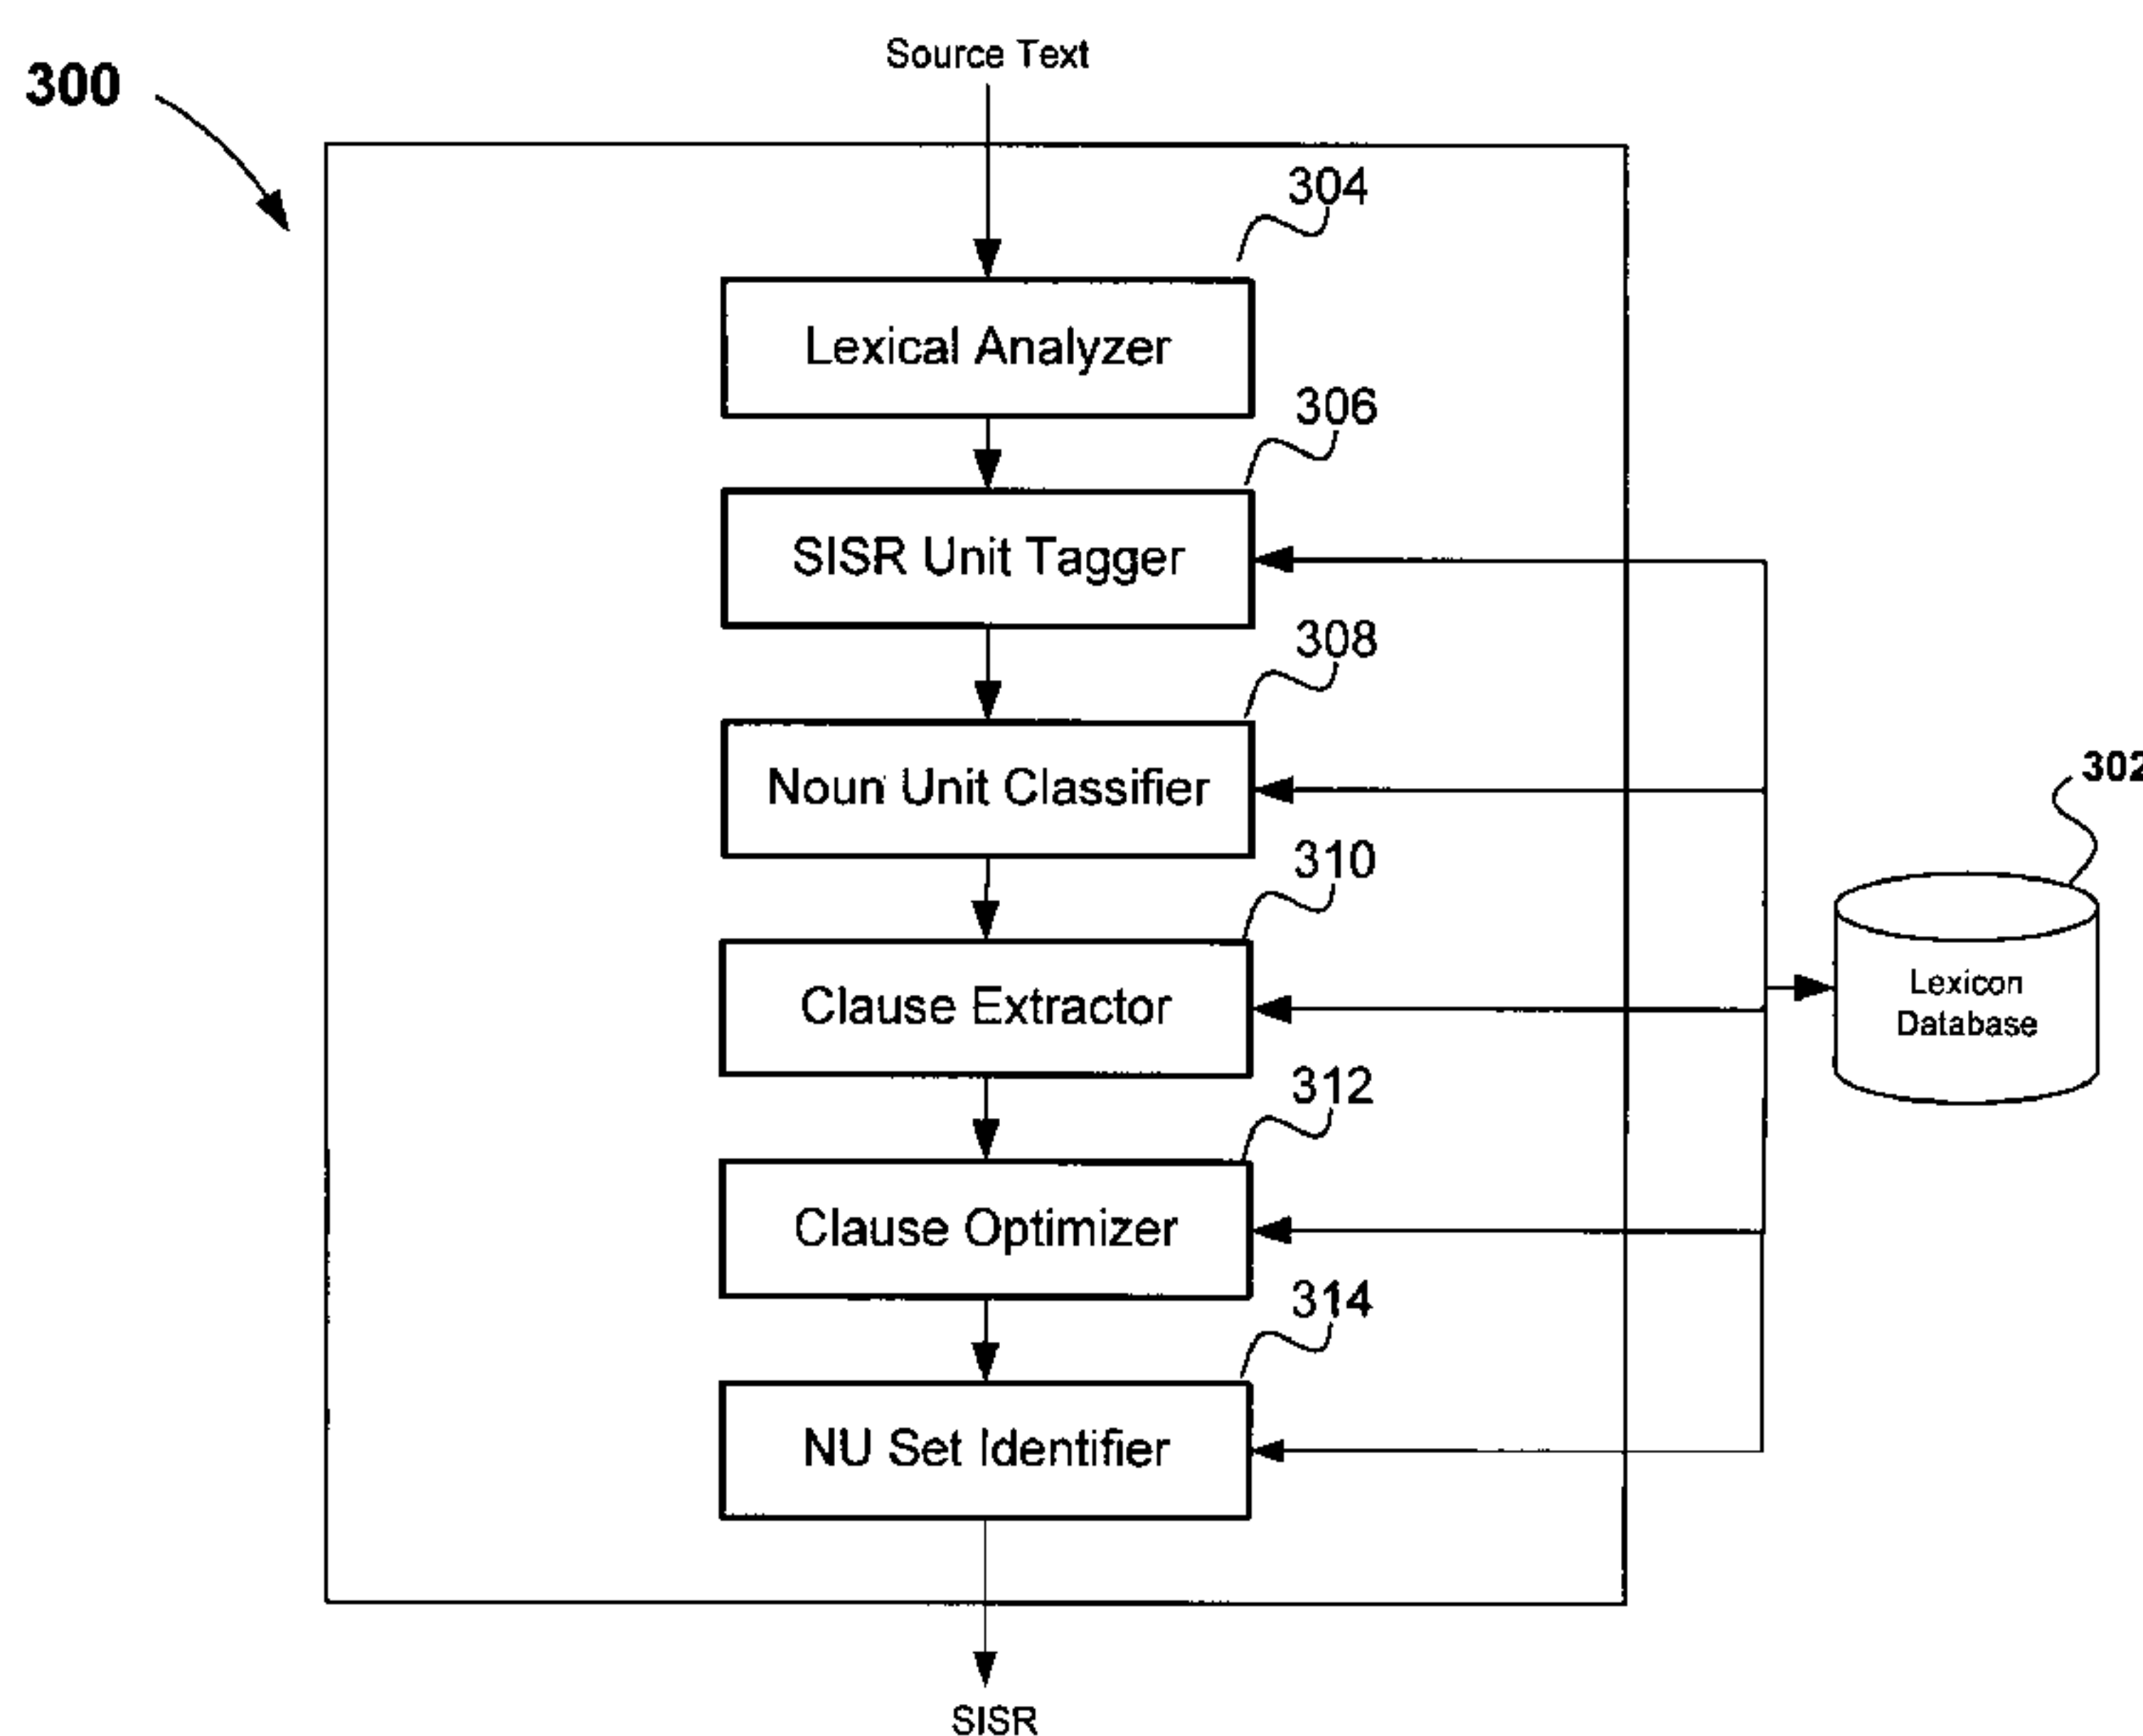 Source Text
300
304
Lexical Analyzer
306
SISR Unit Tagger
308
Noun Unit Classifier
302
310
Clause Extractor
Lexicon
Database
312
Clause Optimizer
314
NU Set Identifier
SISR